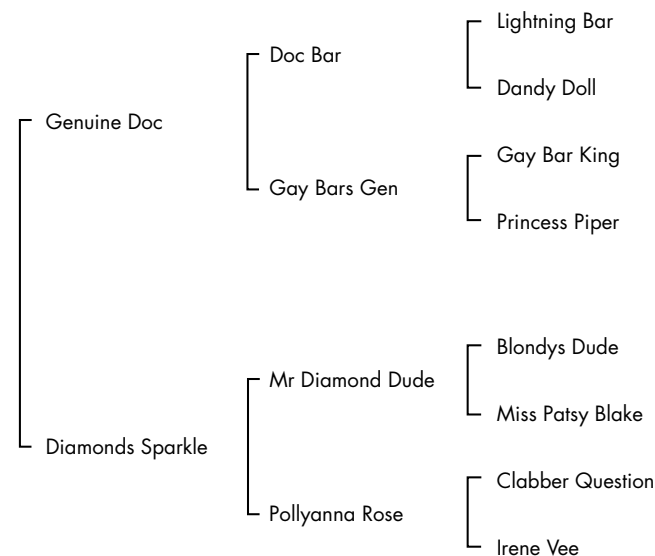 Lightning Bar
Doc Bar
Dandy Doll
Genuine Doc
Gay Bar King
Gay Bars Gen
Princess Piper
Blondys Dude
Mr Diamond Dude
Miss Patsy Blake
Diamonds Sparkle
Clabber Question
Pollyanna Rose
Irene Vee